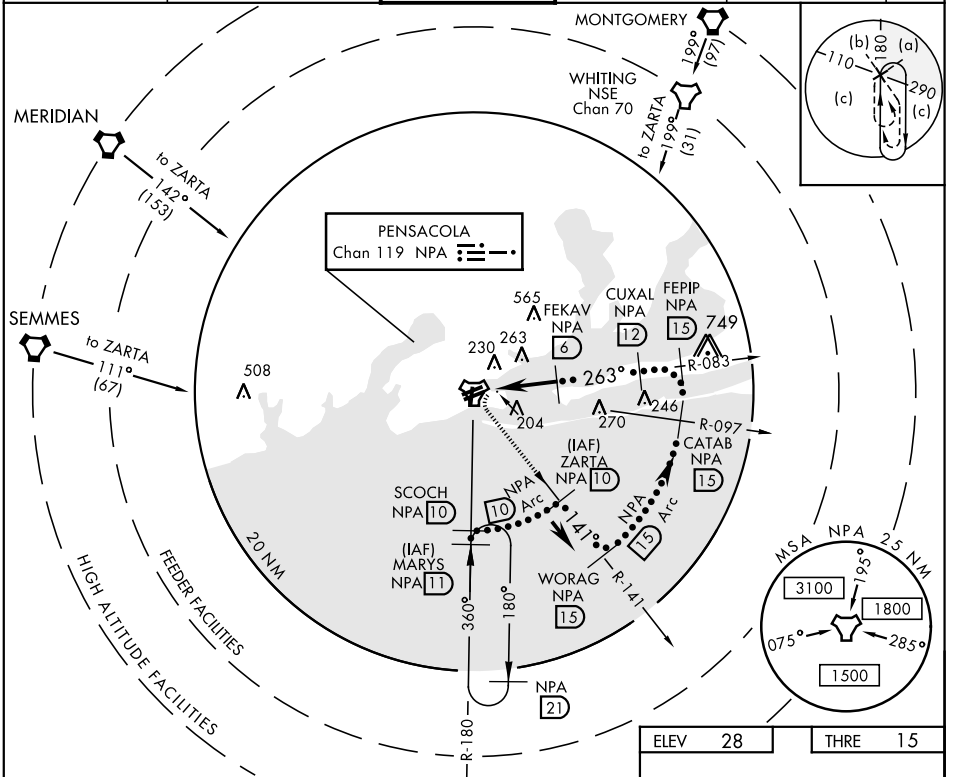 MONTGOMERY
199°
(97)
WHITING
NSE
Chan 70
to ZARTA
199°
(31)
(b)
180
(a)
110
290
(c)
(c)
MERIDIAN
to ZARTA
142°
(153)
PENSACOLA
Chan 119 NPA
SEMMES
to ZARTA
111°
(67)
508
565
263
230
FEKAV
NPA
6
CUXAL
NPA
12
FEPIP
NPA
15
749
263°
R-083
204
270
246
R-097
CATAB
NPA
15
(IAF)
ZARTA
NPA 10
SCOCH
NPA 10
10 NPA
Arc
141°
NPA
15 Arc
(IAF)
MARYS
NPA 11
WORAG
NPA
15
R-141
360°
180°
NPA
21
R-180
20 NM
FEEDER FACILITIES
HIGH ALTITUDE FACILITIES
MSA NPA 25 NM
195°
3100
1800
075°
285°
1500
ELEV 28
THRE 15